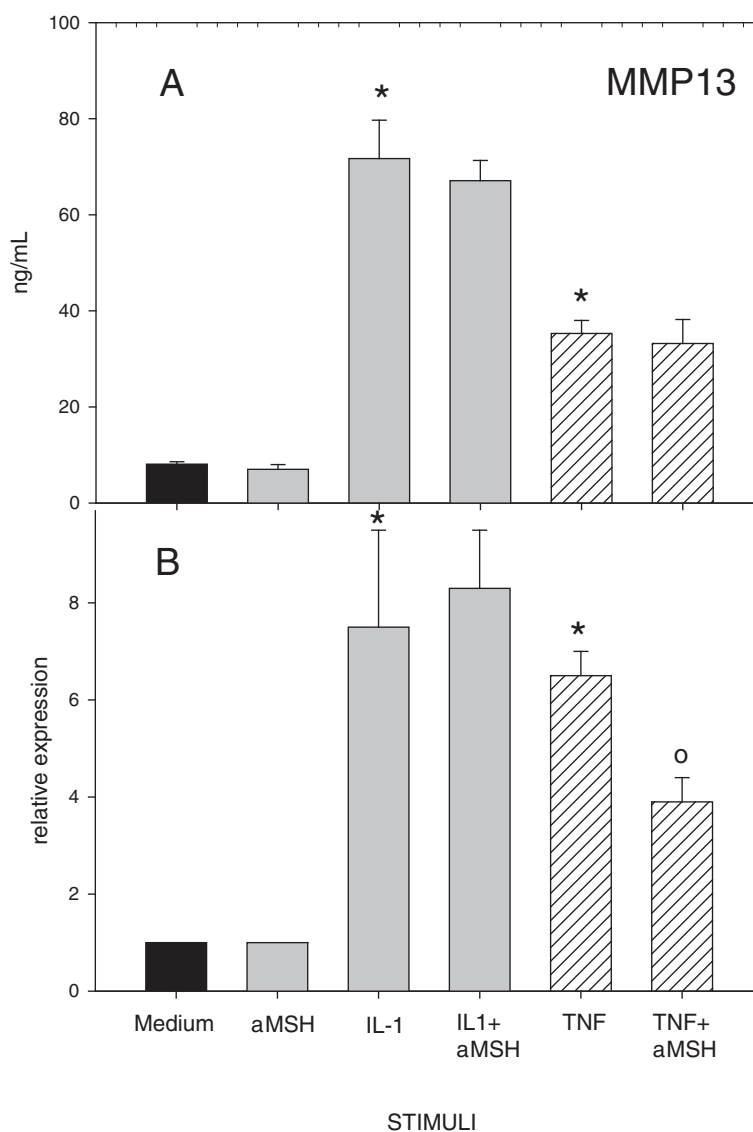 100
A
MMP13
*
80
60
ng/mL
40
*
20
0
B
*
8
*
6
relative expression
o
4
2
0
Medium
aMSH
IL-1
IL1+
aMSH
TNF
TNF+
aMSH
STIMULI